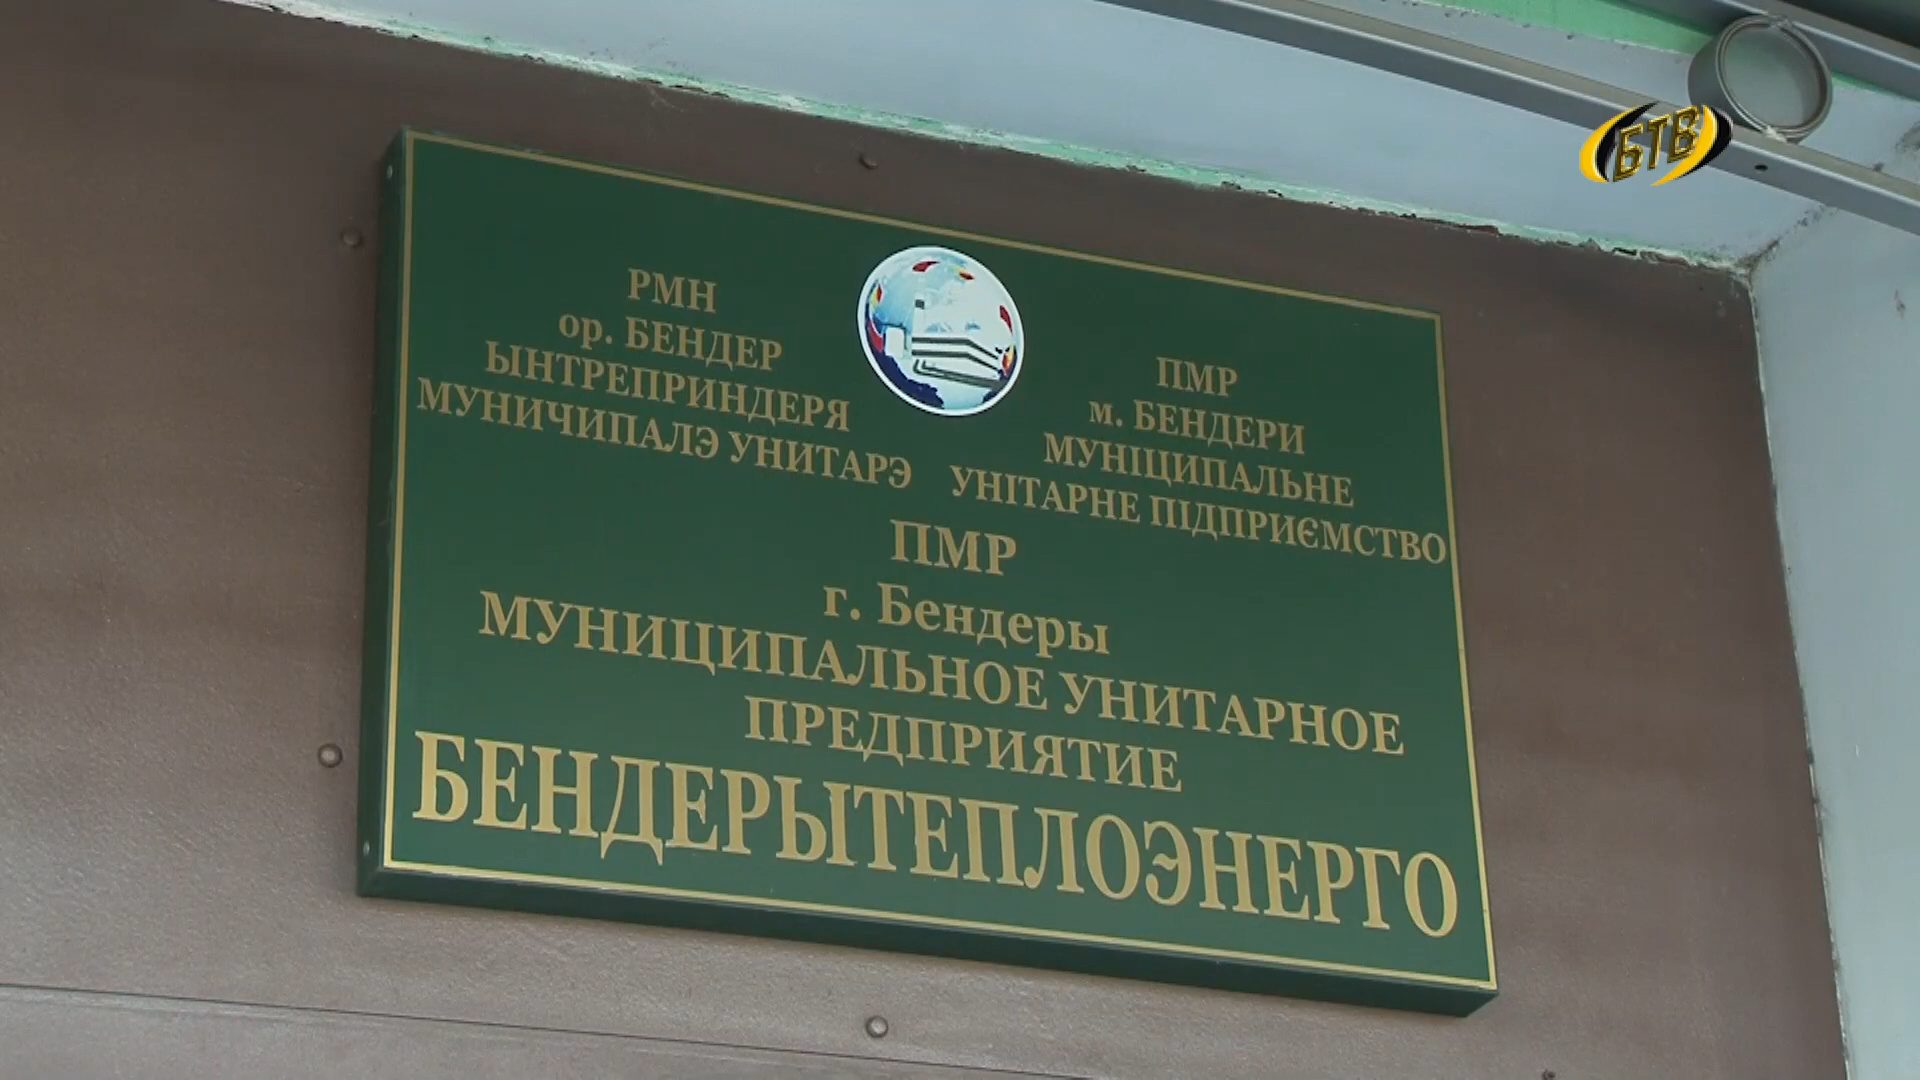 БТВ
РМН
ор. БЕНДЕР
ЫНТРЕПРИНДЕРЯ
МУНИЧИПАЛЭ УНИТАРЭ
ПМР
м. БЕНДЕРИ
МУНІЦИПАЛЬНЕ
УНІТАРНЕ ПІДПРИЄМСТВО
ПМР
г. Бендеры
МУНИЦИПАЛЬНОЕ УНИТАРНОЕ
ПРЕДПРИЯТИЕ
БЕНДЕРЫТЕПЛОЭНЕРГО